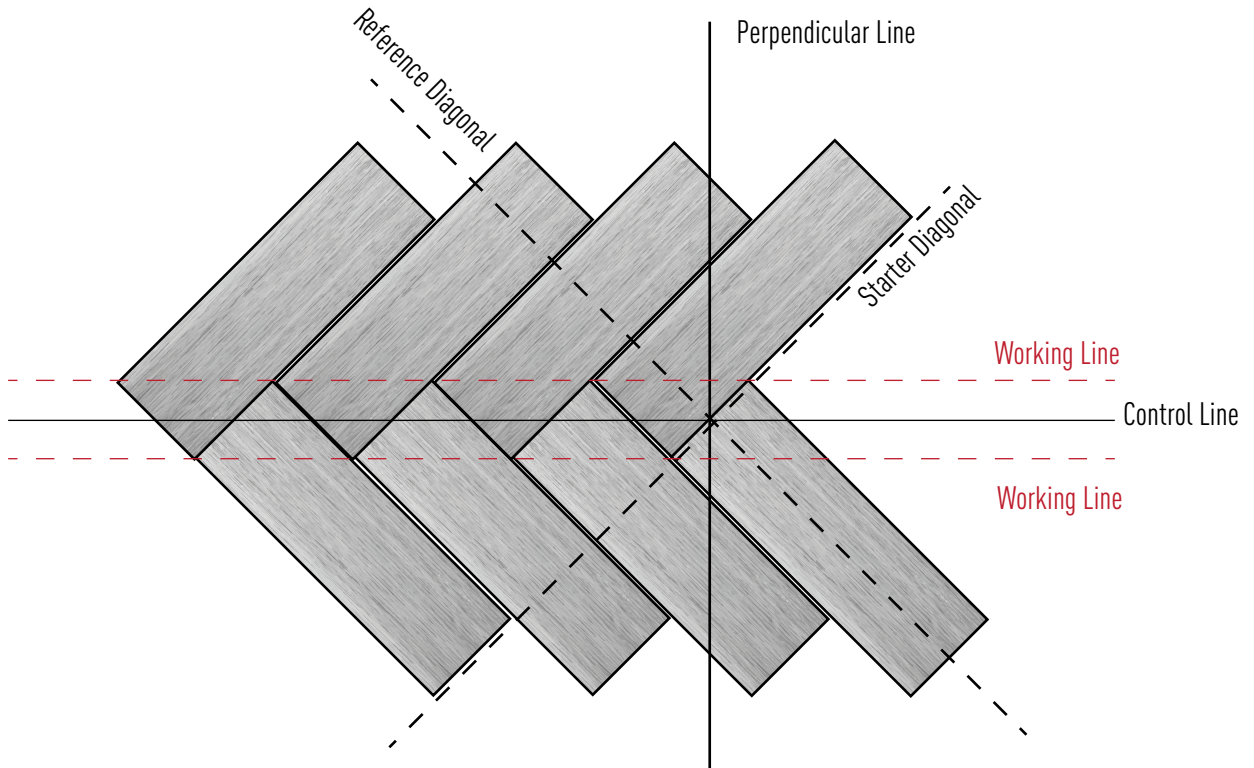 Reference Diagonal
Perpendicular Line
Starter Diagonal
Working Line
Control Line
Working Line